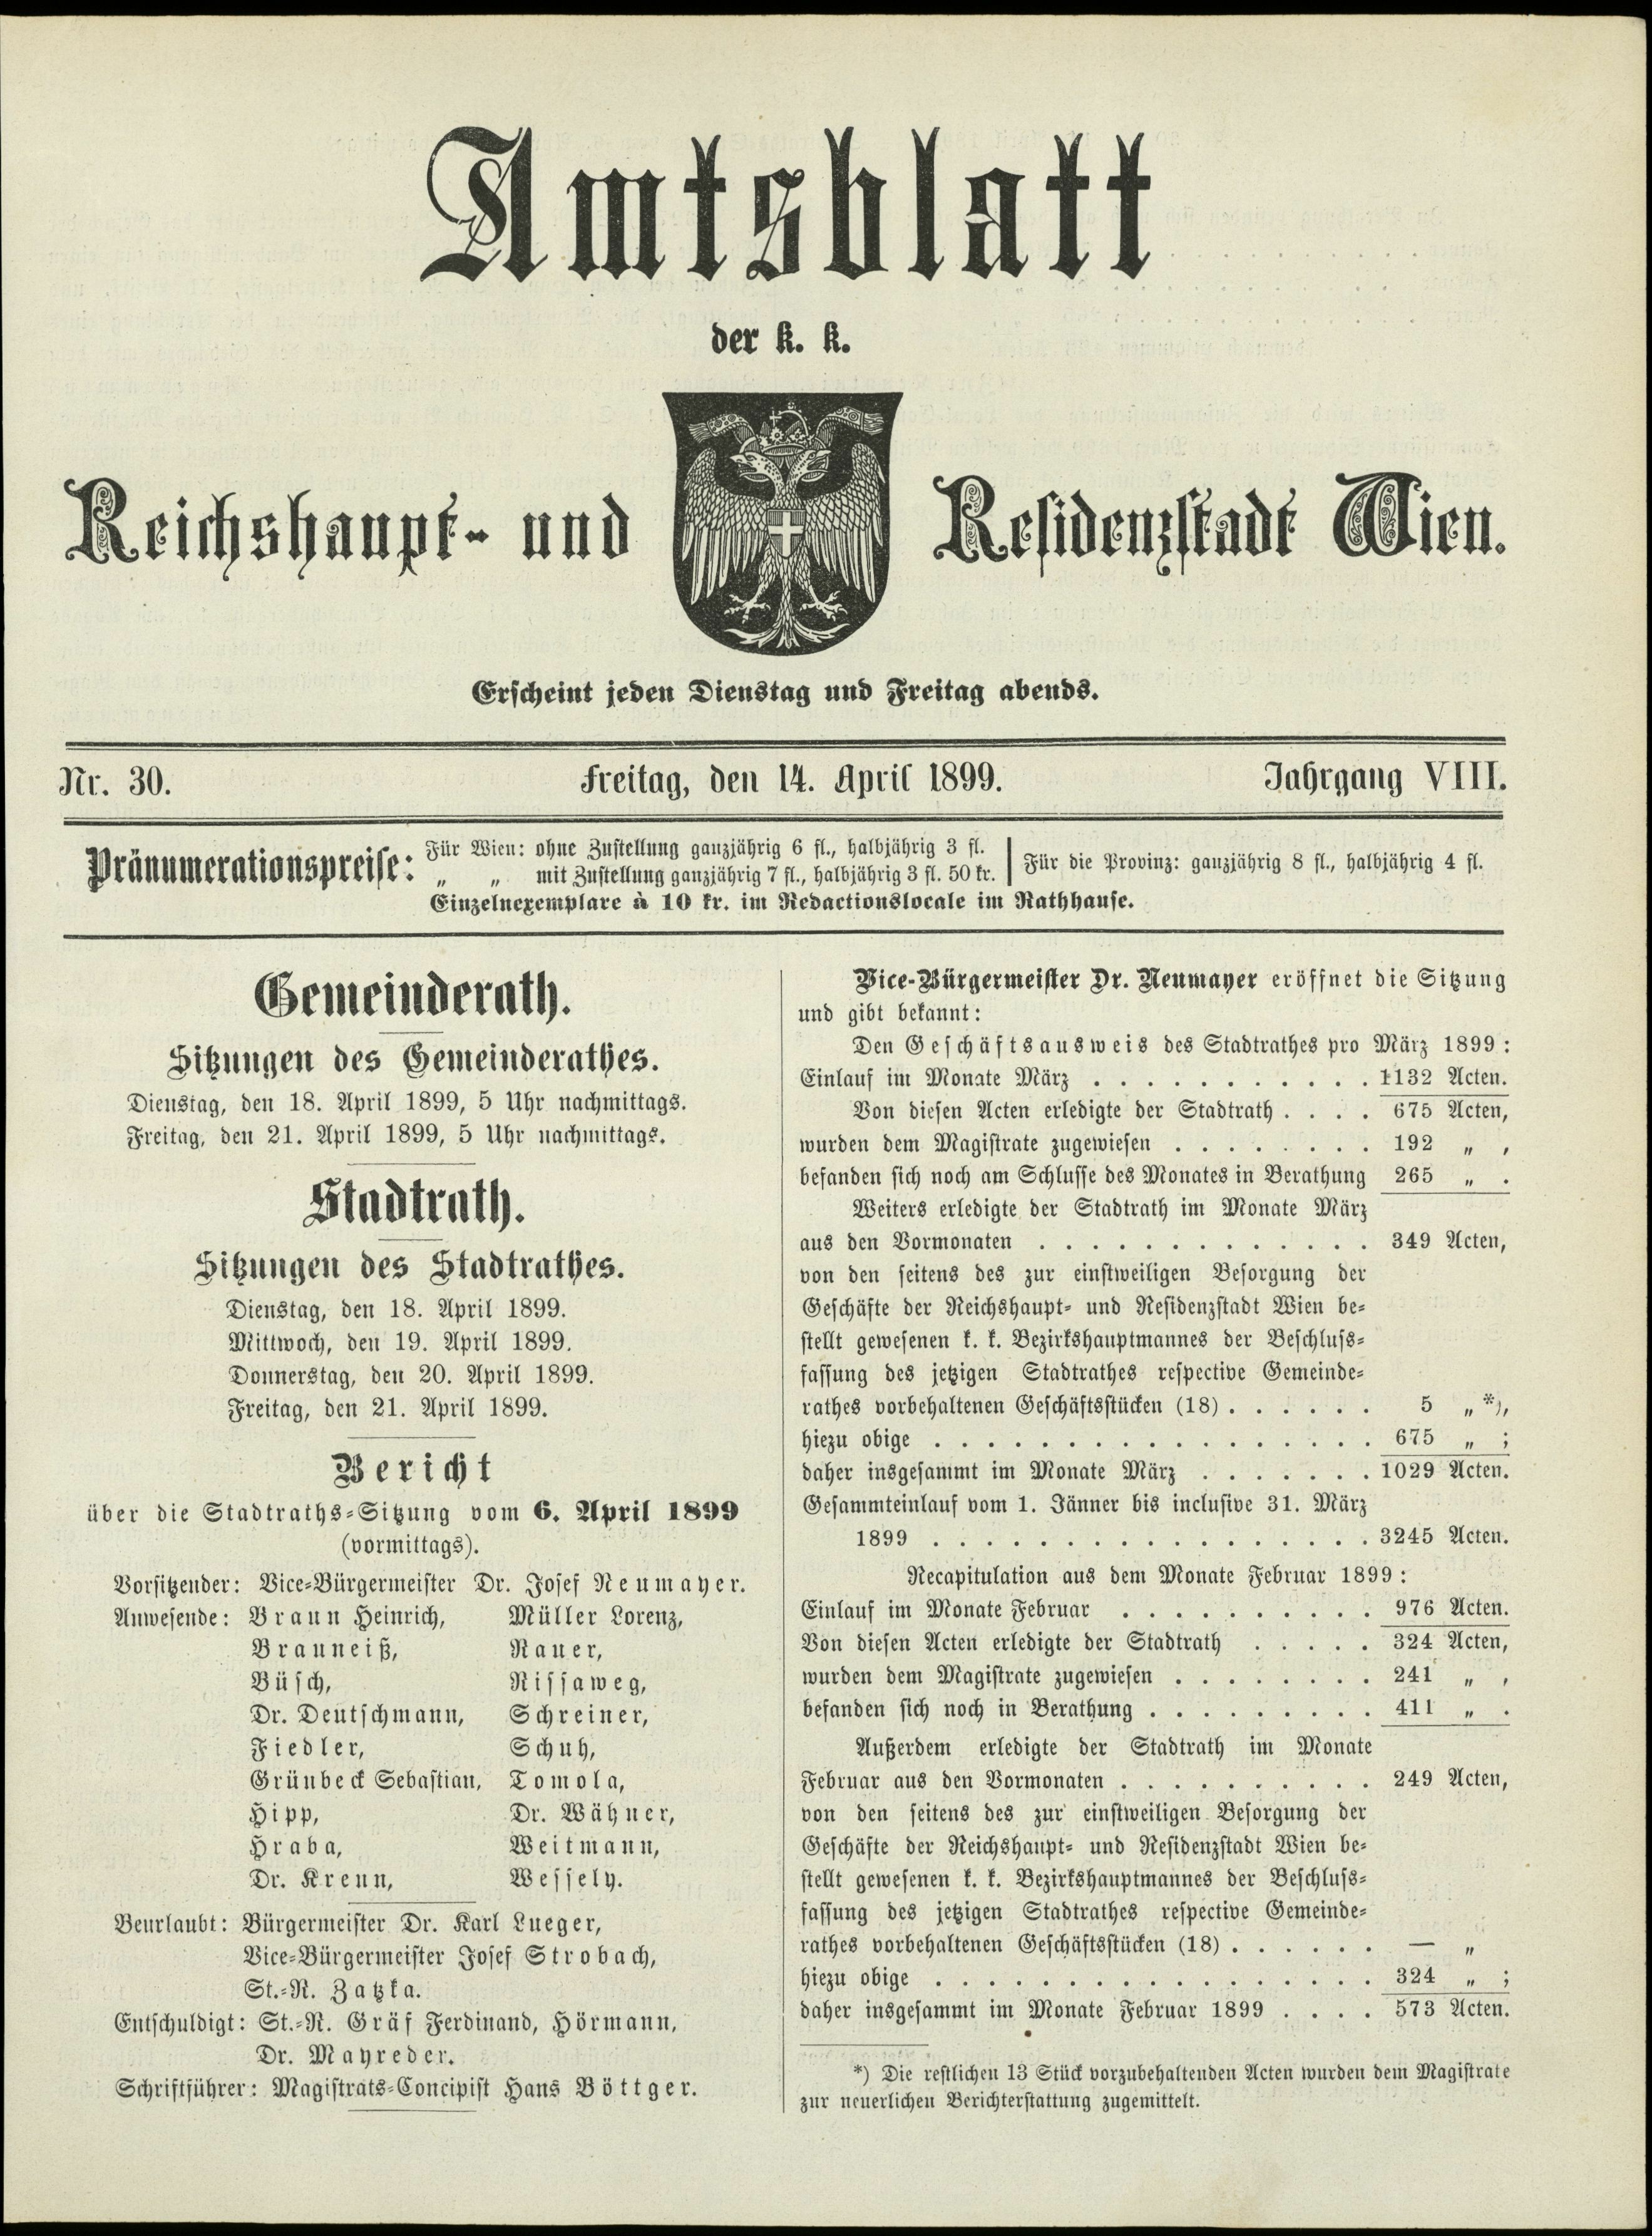 Amtsblatt
der k. k.
Reichshaupt- und Residenzstadt Wien.
Erscheint jeden Dienstag und Freitag abends.
Nr. 30. Freitag, den 14. April 1899. Jahrgang VIII.
Pränumerationspreise: Für Wien: ohne Zustellung ganzjährig 6 fl., halbjährig 3 fl.
„ „ mit Zustellung ganzjährig 7 fl., halbjährig 3 fl. 50 kr.
Für die Provinz: ganzjährig 8 fl., halbjährig 4 fl.
Einzelnexemplare à 10 kr. im Redactionslocale im Rathhause.
Gemeinderath.
Sitzungen des Gemeinderathes.
Dienstag, den 18. April 1899, 5 Uhr nachmittags.
Freitag, den 21. April 1899, 5 Uhr nachmittags.
Stadtrath.
Sitzungen des Stadtrathes.
Dienstag, den 18. April 1899.
Mittwoch, den 19. April 1899.
Donnerstag, den 20. April 1899.
Freitag, den 21. April 1899.
Bericht
über die Stadtraths-Sitzung vom 6. April 1899
(vormittags).
Vorsitzender: Vice-Bürgermeister Dr. Josef Neumayer.
Anwesende: Braun Heinrich, Müller Lorenz,
Brauneiß, Rauer,
Büsch, Rissaweg,
Dr. Deutschmann, Schreiner,
Fiedler, Schuh,
Grünbeck Sebastian, Tomola,
Hipp, Dr. Wähner,
Hraba, Weitmann,
Dr. Krenn, Wessely.
Beurlaubt: Bürgermeister Dr. Karl Lueger,
Vice-Bürgermeister Josef Strobach,
St.-R. Zatzka.
Entschuldigt: St.-R. Gräf Ferdinand, Hörmann,
Dr. Mayreder.
Schriftführer: Magistrats-Concipist Hans Böttger.
Vice-Bürgermeister Dr. Neumayer eröffnet die Sitzung
und gibt bekannt:
Den Geschäftsausweis des Stadtrathes pro März 1899:
Einlauf im Monate März . . . . . . . . . . . 1132 Acten.
Von diesen Acten erledigte der Stadtrath . . . . 675 Acten,
wurden dem Magistrate zugewiesen . . . . . . . . 192 „ ,
befanden sich noch am Schlusse des Monates in Berathung 265 „ .
Weiters erledigte der Stadtrath im Monate März
aus den Vormonaten . . . . . . . . . . . . . 349 Acten,
von den seitens des zur einstweiligen Besorgung der
Geschäfte der Reichshaupt- und Residenzstadt Wien be-
stellt gewesenen k. k. Bezirkshauptmannes der Beschluss-
fassung des jetzigen Stadtrathes respective Gemeinde-
rathes vorbehaltenen Geschäftsstücken (18) . . . . . . 5 „ *),
hiezu obige . . . . . . . . . . . . . . . . . 675 „ ;
daher insgesammt im Monate März . . . . . . . 1029 Acten.
Gesammteinlauf vom 1. Jänner bis inclusive 31. März
1899 . . . . . . . . . . . . . . . . . 3245 Acten.
Recapitulation aus dem Monate Februar 1899:
Einlauf im Monate Februar . . . . . . . . . . 976 Acten.
Von diesen Acten erledigte der Stadtrath . . . . . 324 Acten,
wurden dem Magistrate zugewiesen . . . . . . . . 241 „ ,
befanden sich noch in Berathung . . . . . . . . . 411 „ .
Außerdem erledigte der Stadtrath im Monate
Februar aus den Vormonaten . . . . . . . . . . 249 Acten,
von den seitens des zur einstweiligen Besorgung der
Geschäfte der Reichshaupt- und Residenzstadt Wien be-
stellt gewesenen k. k. Bezirkshauptmannes der Beschluss-
fassung des jetzigen Stadtrathes respective Gemeinde-
rathes vorbehaltenen Geschäftsstücken (18) . . . . . . — „
hiezu obige . . . . . . . . . . . . . . . . . 324 „ ;
daher insgesammt im Monate Februar 1899 . . . . 573 Acten.
*) Die restlichen 13 Stück vorzubehaltenden Acten wurden dem Magistrate
zur neuerlichen Berichterstattung zugemittelt.